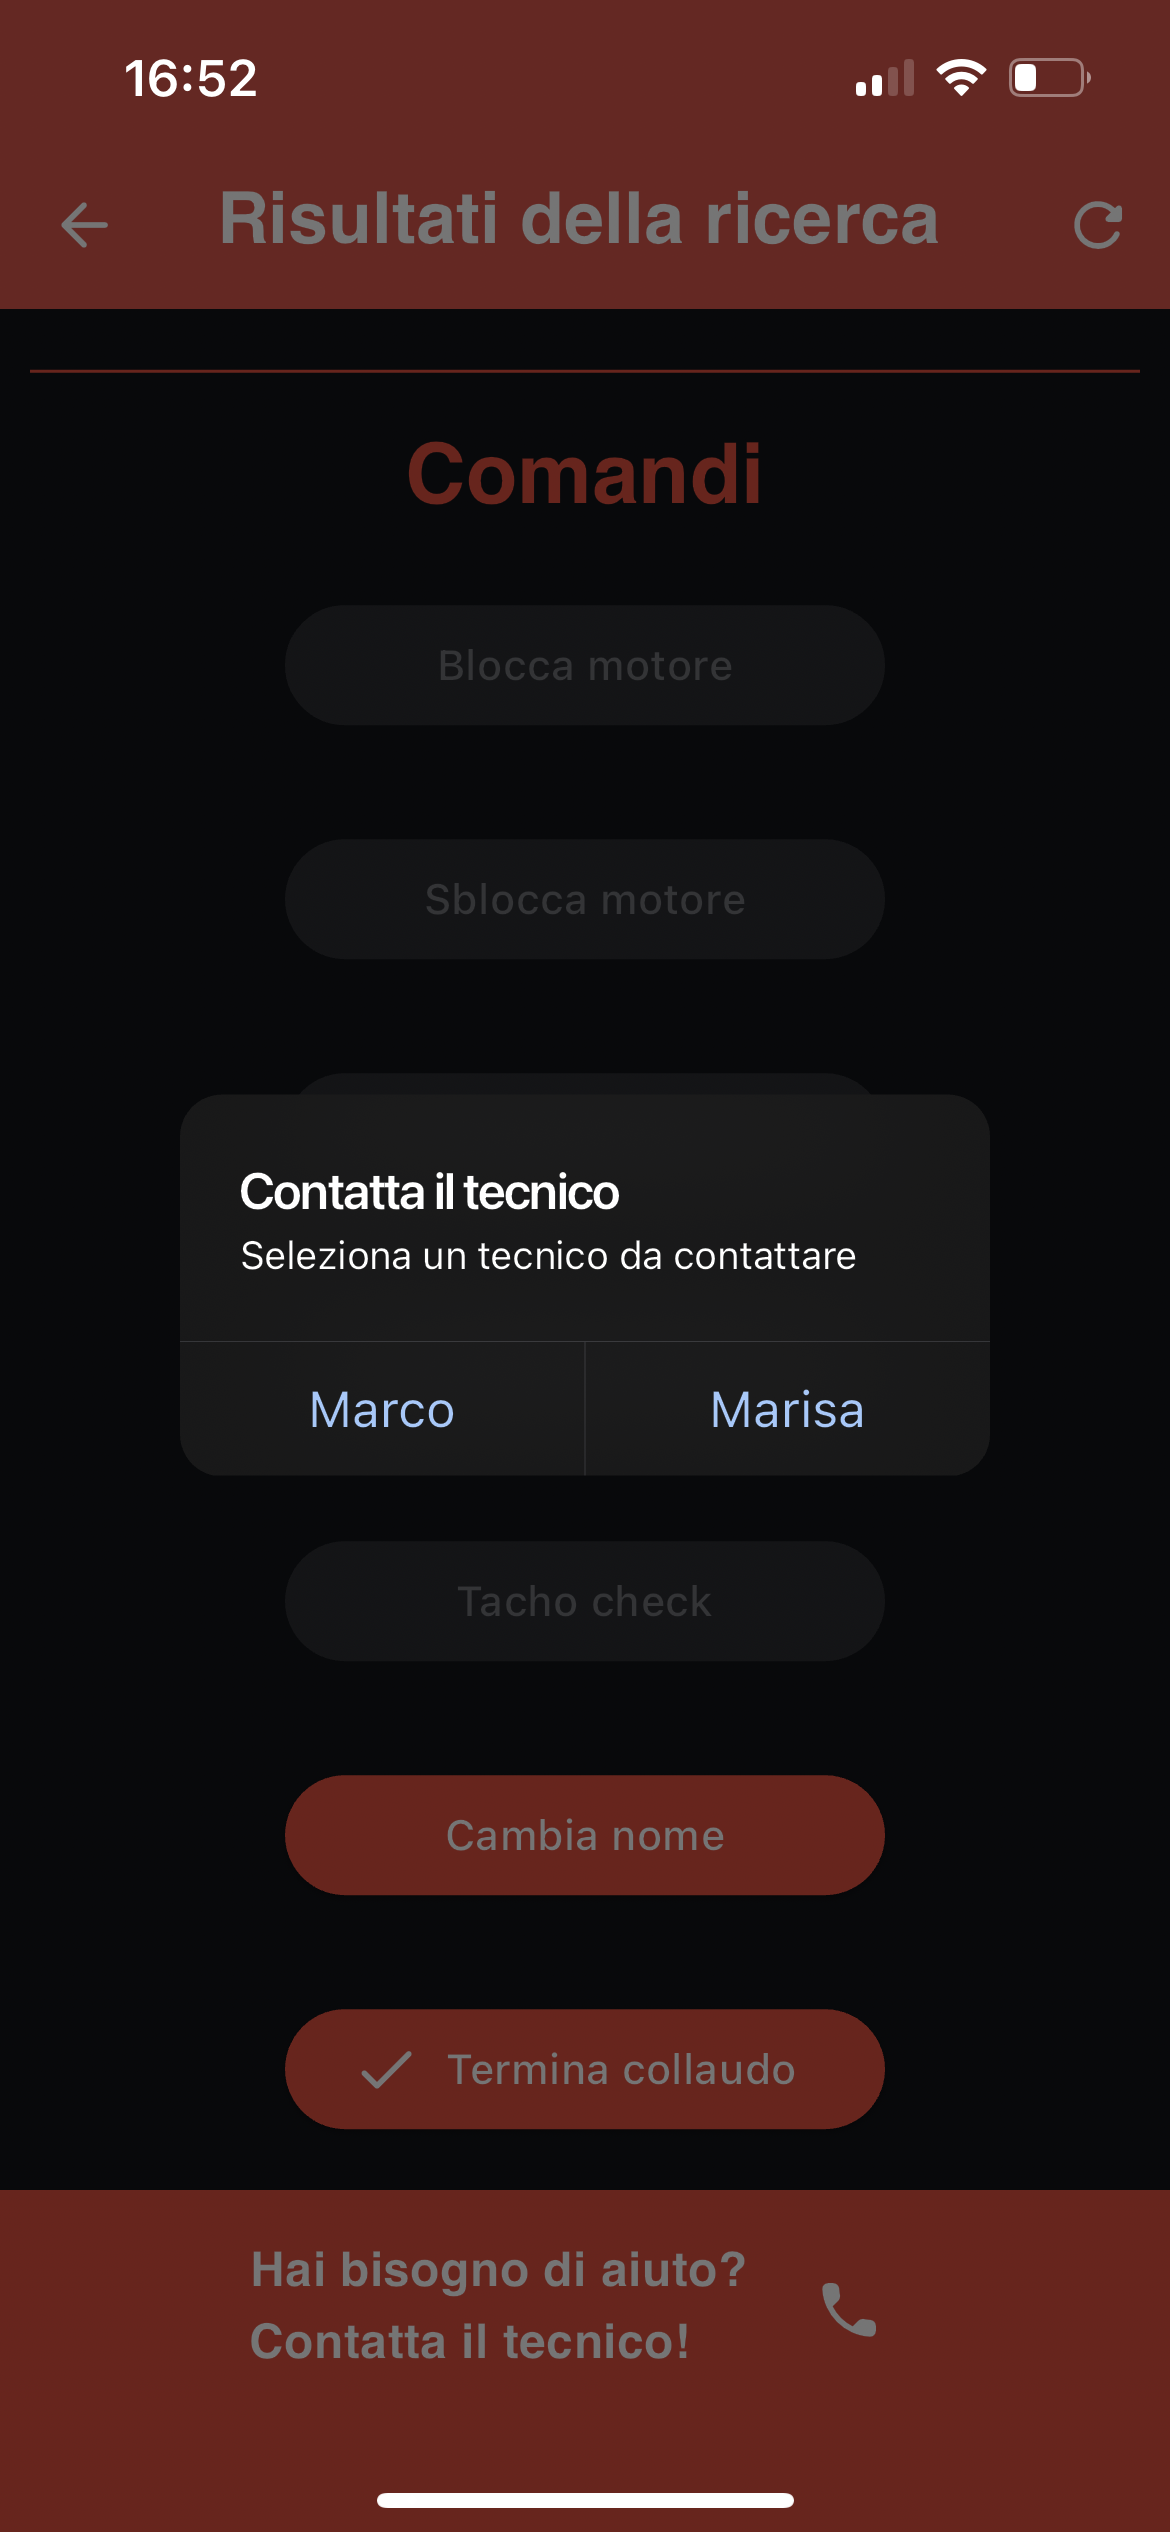 16:52
Risultati della ricerca
Comandi
Blocca motore
Sblocca motore
Contatta il tecnico
Seleziona un tecnico da contattare
Marco
Marisa
Tacho check
Cambia nome
Termina collaudo
Hai bisogno di aiuto?
Contatta il tecnico!